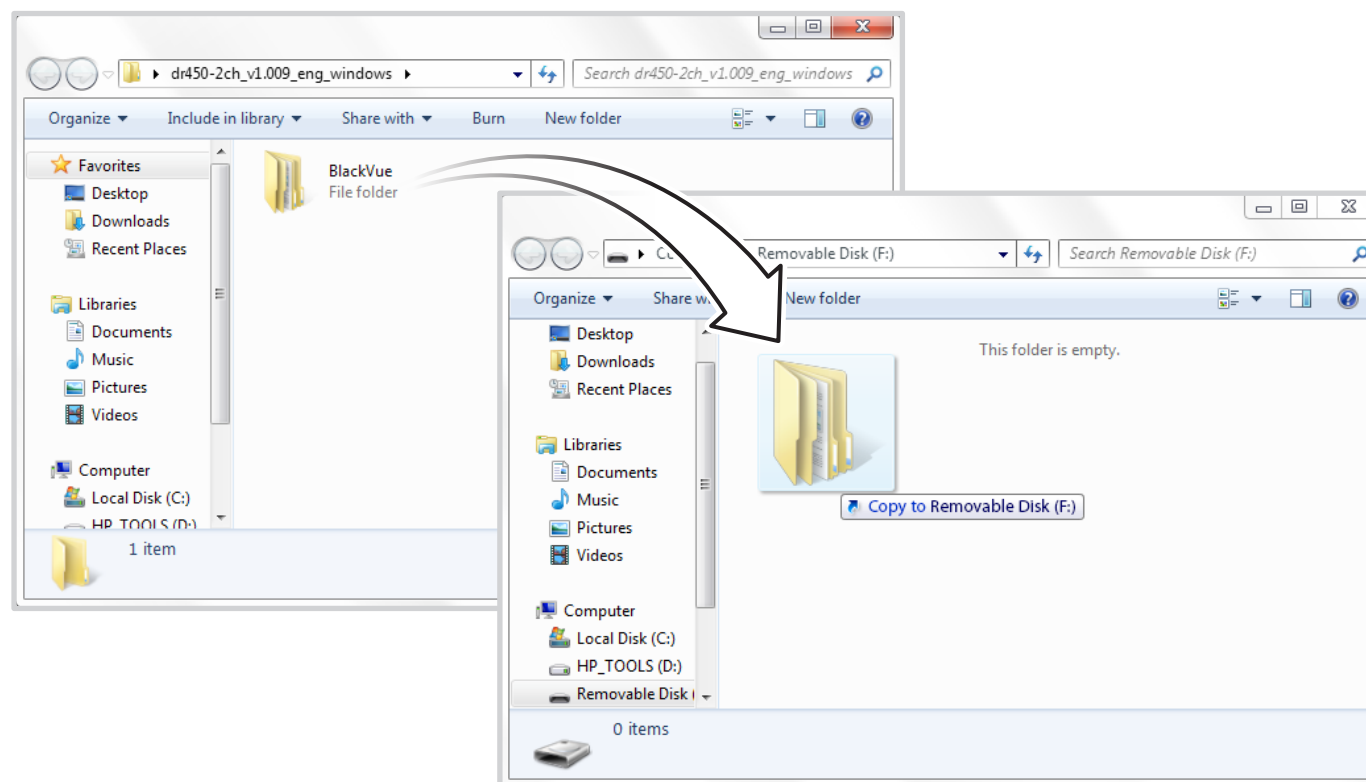 dr450-2ch_v1.009_eng_windows
Search dr450-2ch_v1.009_eng_windows
Organize Include in library Share with Burn New folder
Favorites
Desktop
Downloads
Recent Places
Libraries
Documents
Music
Pictures
Videos
Computer
Local Disk (C:)
HP_TOOLS (D:)
BlackVue
File folder
1 item
Removable Disk (F:)
Search Removable Disk (F:)
Organize Share New folder
Desktop
Downloads
Recent Places
Libraries
Documents
Music
Pictures
Videos
Computer
Local Disk (C:)
HP_TOOLS (D:)
Removable Disk
This folder is empty.
Copy to Removable Disk (F:)
0 items